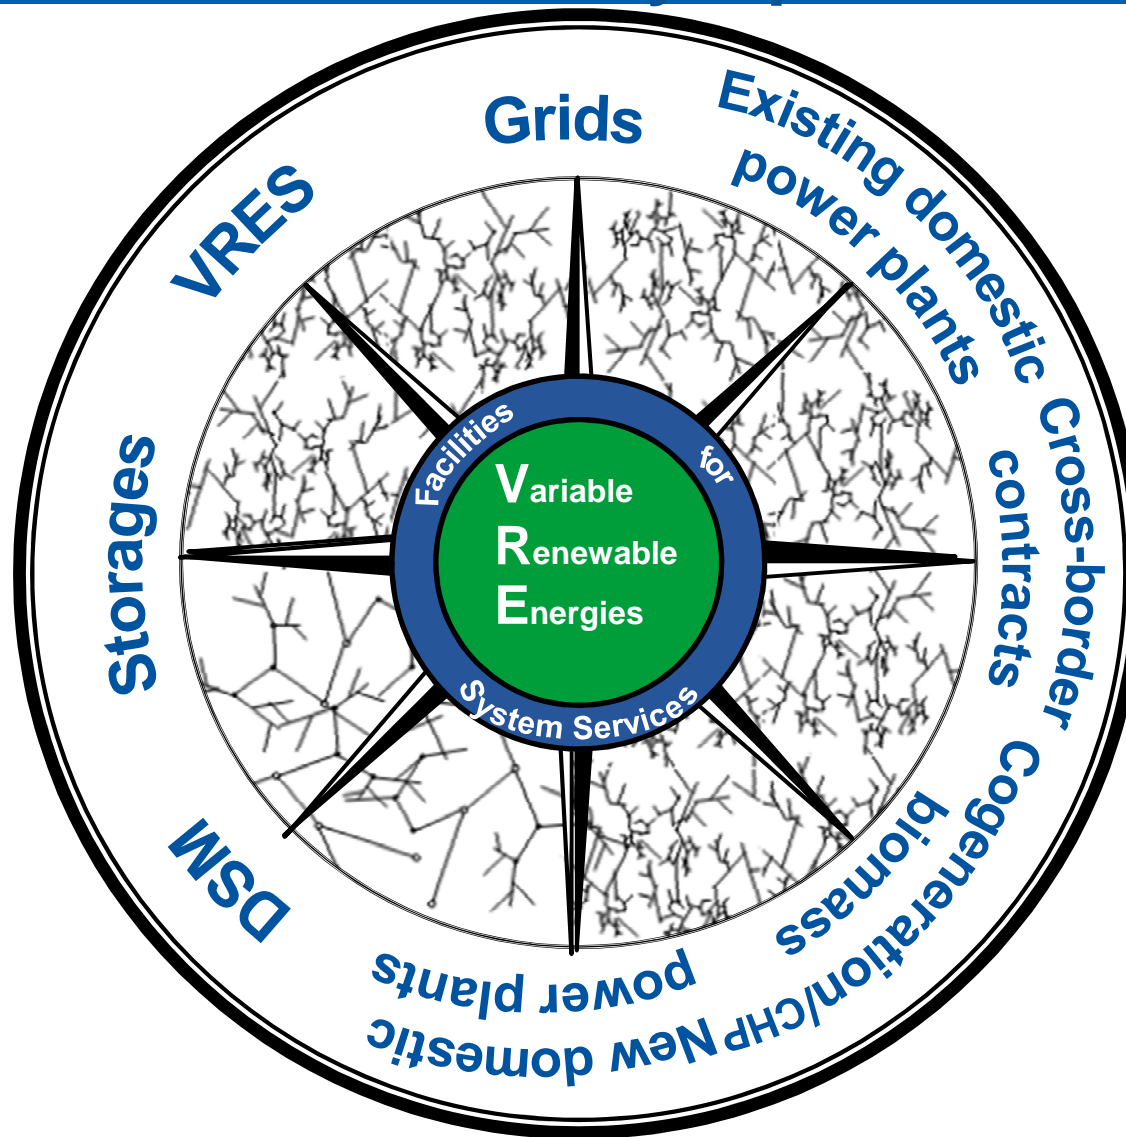 Grids
Existing domestic
power plants
Cross-border
contracts
Cogeneration/CHP
biomass
New domestic
power plants
DSM
Storages
VRES
Facilities for
System Services
Variable
Renewable
Energies